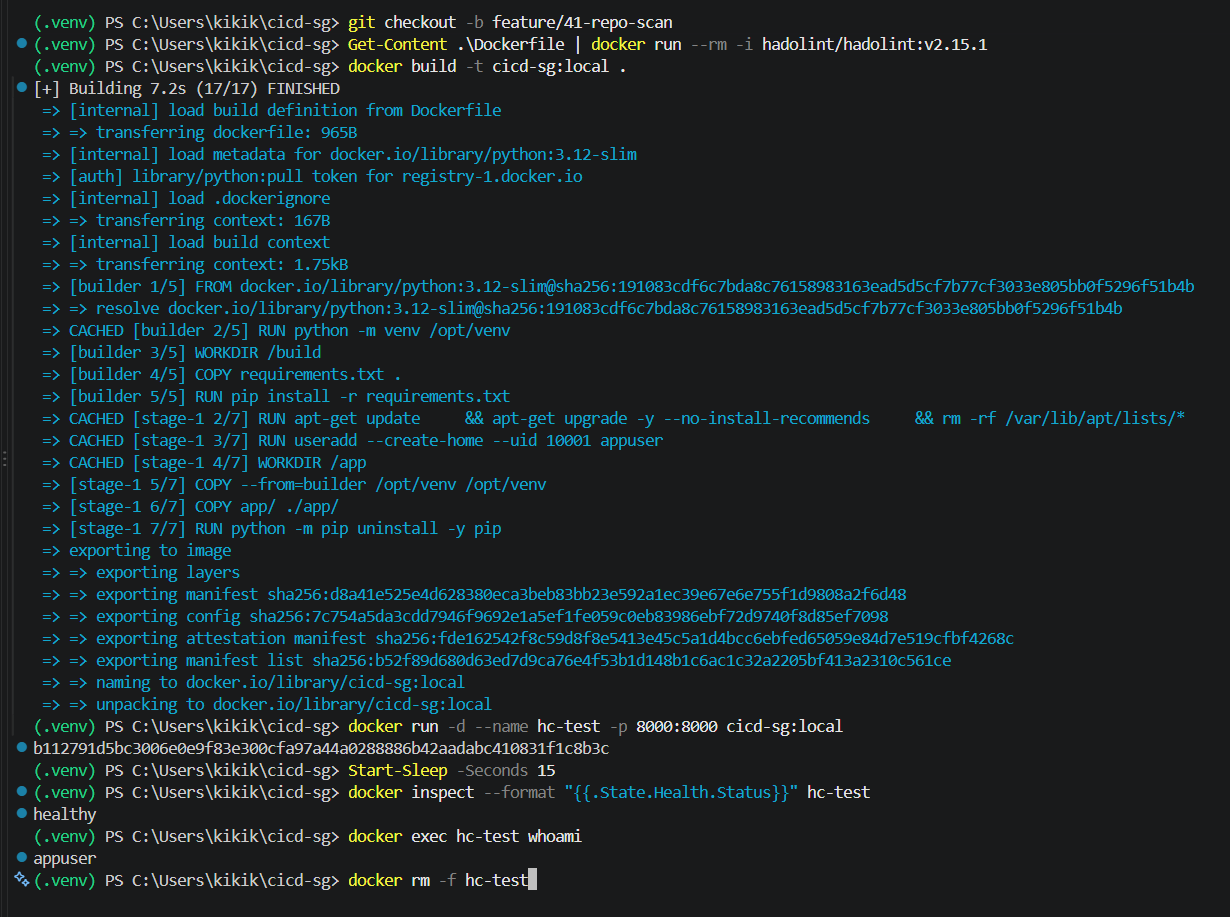 (.venv) PS C:\Users\kikik\cicd-sg> git checkout -b feature/41-repo-scan
(.venv) PS C:\Users\kikik\cicd-sg> Get-Content .\Dockerfile | docker run --rm -i hadolint/hadolint:v2.15.1
(.venv) PS C:\Users\kikik\cicd-sg> docker build -t cicd-sg:local .
[+] Building 7.2s (17/17) FINISHED
=> [internal] load build definition from Dockerfile
=> => transferring dockerfile: 965B
=> [internal] load metadata for docker.io/library/python:3.12-slim
=> [auth] library/python:pull token for registry-1.docker.io
=> [internal] load .dockerignore
=> => transferring context: 167B
=> [internal] load build context
=> => transferring context: 1.75kB
=> [builder 1/5] FROM docker.io/library/python:3.12-slim@sha256:191083cdf6c7bda8c76158983163ead5d5cf7b77cf3033e805bb0f5296f51b4b
=> => resolve docker.io/library/python:3.12-slim@sha256:191083cdf6c7bda8c76158983163ead5d5cf7b77cf3033e805bb0f5296f51b4b
=> CACHED [builder 2/5] RUN python -m venv /opt/venv
=> [builder 3/5] WORKDIR /build
=> [builder 4/5] COPY requirements.txt .
=> [builder 5/5] RUN pip install -r requirements.txt
=> CACHED [stage-1 2/7] RUN apt-get update     && apt-get upgrade -y --no-install-recommends     && rm -rf /var/lib/apt/lists/*
=> CACHED [stage-1 3/7] RUN useradd --create-home --uid 10001 appuser
=> CACHED [stage-1 4/7] WORKDIR /app
=> [stage-1 5/7] COPY --from=builder /opt/venv /opt/venv
=> [stage-1 6/7] COPY app/ ./app/
=> [stage-1 7/7] RUN python -m pip uninstall -y pip
=> exporting to image
=> => exporting layers
=> => exporting manifest sha256:d8a41e525e4d628380eca3beb83bb23e592a1ec39e67e6e755f1d9808a2f6d48
=> => exporting config sha256:7c754a5da3cdd7946f9692e1a5ef1fe059c0eb83986ebf72d9740f8d85ef7098
=> => exporting attestation manifest sha256:fde162542f8c59d8f8e5413e45c5a1d4bcc6ebfed65059e84d7e519cfbf4268c
=> => exporting manifest list sha256:b52f89d680d63ed7d9ca76e4f53b1d148b1c6ac1c32a2205bf413a2310c561ce
=> => naming to docker.io/library/cicd-sg:local
=> => unpacking to docker.io/library/cicd-sg:local
(.venv) PS C:\Users\kikik\cicd-sg> docker run -d --name hc-test -p 8000:8000 cicd-sg:local
b112791d5bc3006e0e9f83e300cfa97a44a0288886b42aadabc410831f1c8b3c
(.venv) PS C:\Users\kikik\cicd-sg> Start-Sleep -Seconds 15
(.venv) PS C:\Users\kikik\cicd-sg> docker inspect --format "{{.State.Health.Status}}" hc-test
healthy
(.venv) PS C:\Users\kikik\cicd-sg> docker exec hc-test whoami
appuser
(.venv) PS C:\Users\kikik\cicd-sg> docker rm -f hc-test